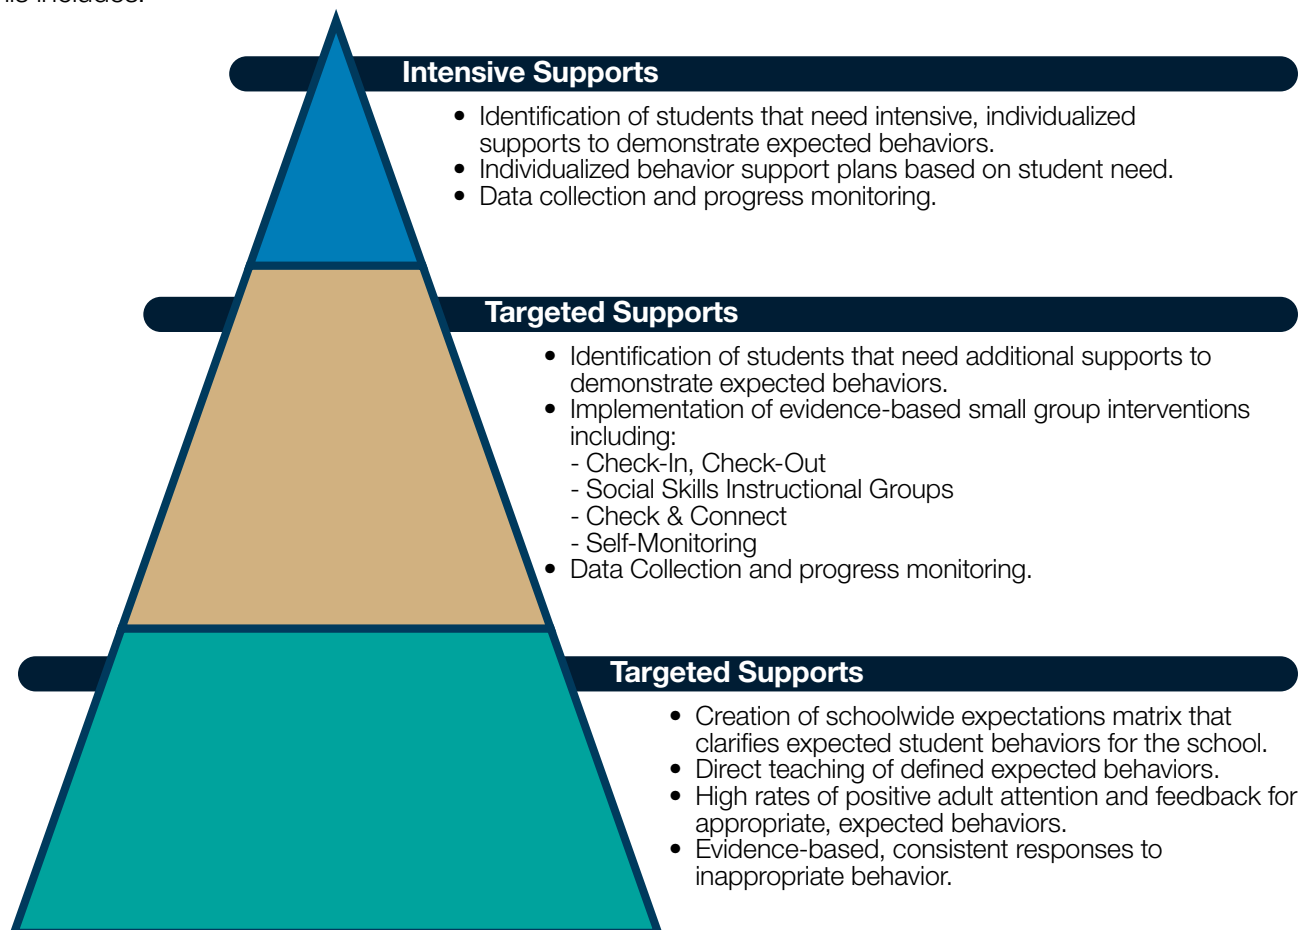 his includes:
Intensive Supports
• Identification of students that need intensive, individualized
supports to demonstrate expected behaviors.
• Individualized behavior support plans based on student need.
• Data collection and progress monitoring.
Targeted Supports
• Identification of students that need additional supports to
demonstrate expected behaviors.
• Implementation of evidence-based small group interventions
including:
- Check-In, Check-Out
- Social Skills Instructional Groups
- Check & Connect
- Self-Monitoring
• Data Collection and progress monitoring.
Targeted Supports
• Creation of schoolwide expectations matrix that
clarifies expected student behaviors for the school.
• Direct teaching of defined expected behaviors.
• High rates of positive adult attention and feedback for
appropriate, expected behaviors.
• Evidence-based, consistent responses to
inappropriate behavior.